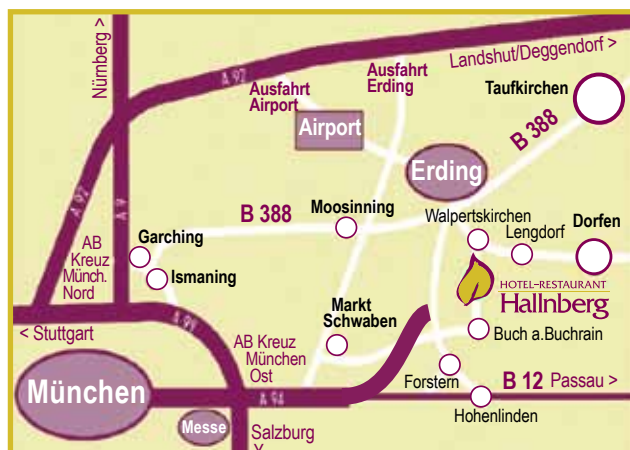 Nürnberg >
A 92
Landshut/Deggendorf >
Ausfahrt
Airport
Ausfahrt
Erding
Taufkirchen
Airport
B 388
Erding
A 92
A 9
B 388
Moosinning
Walpertskirchen
Lengdorf
Dorfen
Garching
AB
Kreuz
Münch.
Nord
Ismaning
HOTEL-RESTAURANT
Hallnberg
Markt
Schwaben
A 99
< Stuttgart
AB Kreuz
München
Ost
Buch a.Buchrain
München
Forstern
B 12 Passau >
A 94
Hohenlinden
Messe
Salzburg